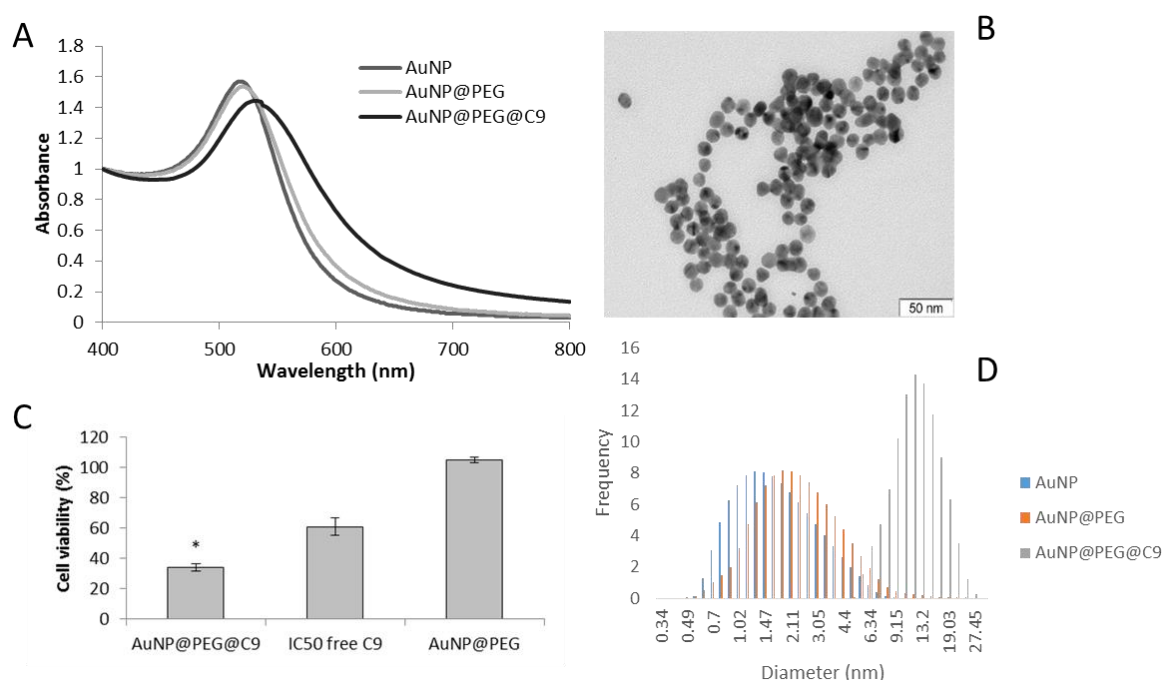 A
1.8
1.6
1.4
1.2
1
0.8
0.6
0.4
0.2
0
Absorbance
400
500
600
700
800
Wavelength (nm)
AuNP
AuNP@PEG
AuNP@PEG@C9
B
50 nm
C
120
100
80
60
40
20
0
Cell viability (%)
*
AuNP@PEG@C9
IC50 free C9
AuNP@PEG
D
16
14
12
10
8
6
4
2
0
Frequency
0.34
0.49
0.7
1.02
1.47
2.11
3.05
4.4
6.34
9.15
13.2
19.03
27.45
Diameter (nm)
AuNP
AuNP@PEG
AuNP@PEG@C9